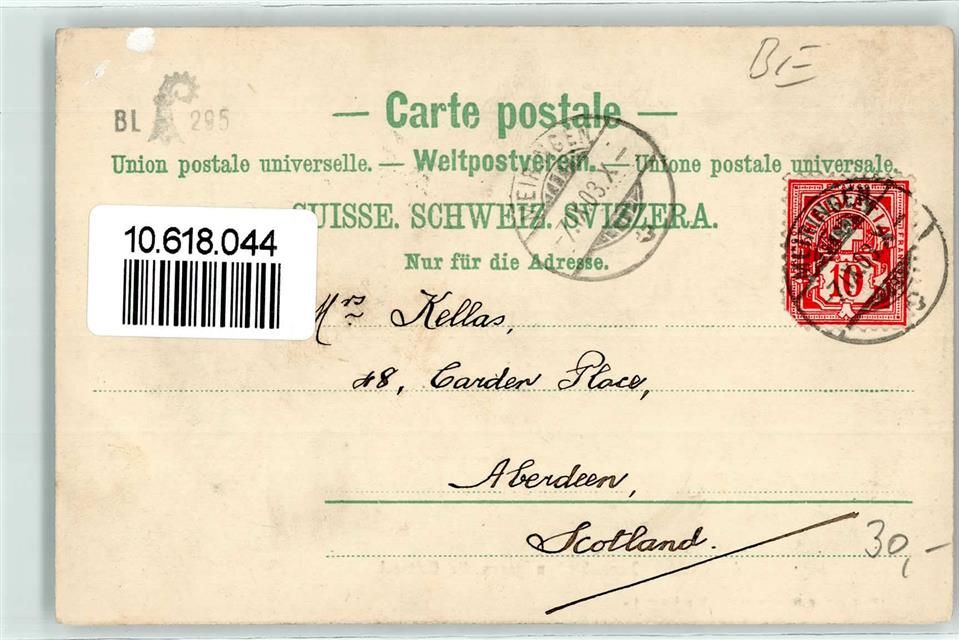 BE
BL 295
— Carte postale —
Union postale universelle. — Weltpostverein. — Unione postale universale.
SUISSE. SCHWEIZ. SVIZZERA.
Nur für die Adresse.
MEIRINGEN
10.618.044
10
Mrs Kellas,
48, Carden Place,
Aberdeen,
Scotland.
30,-